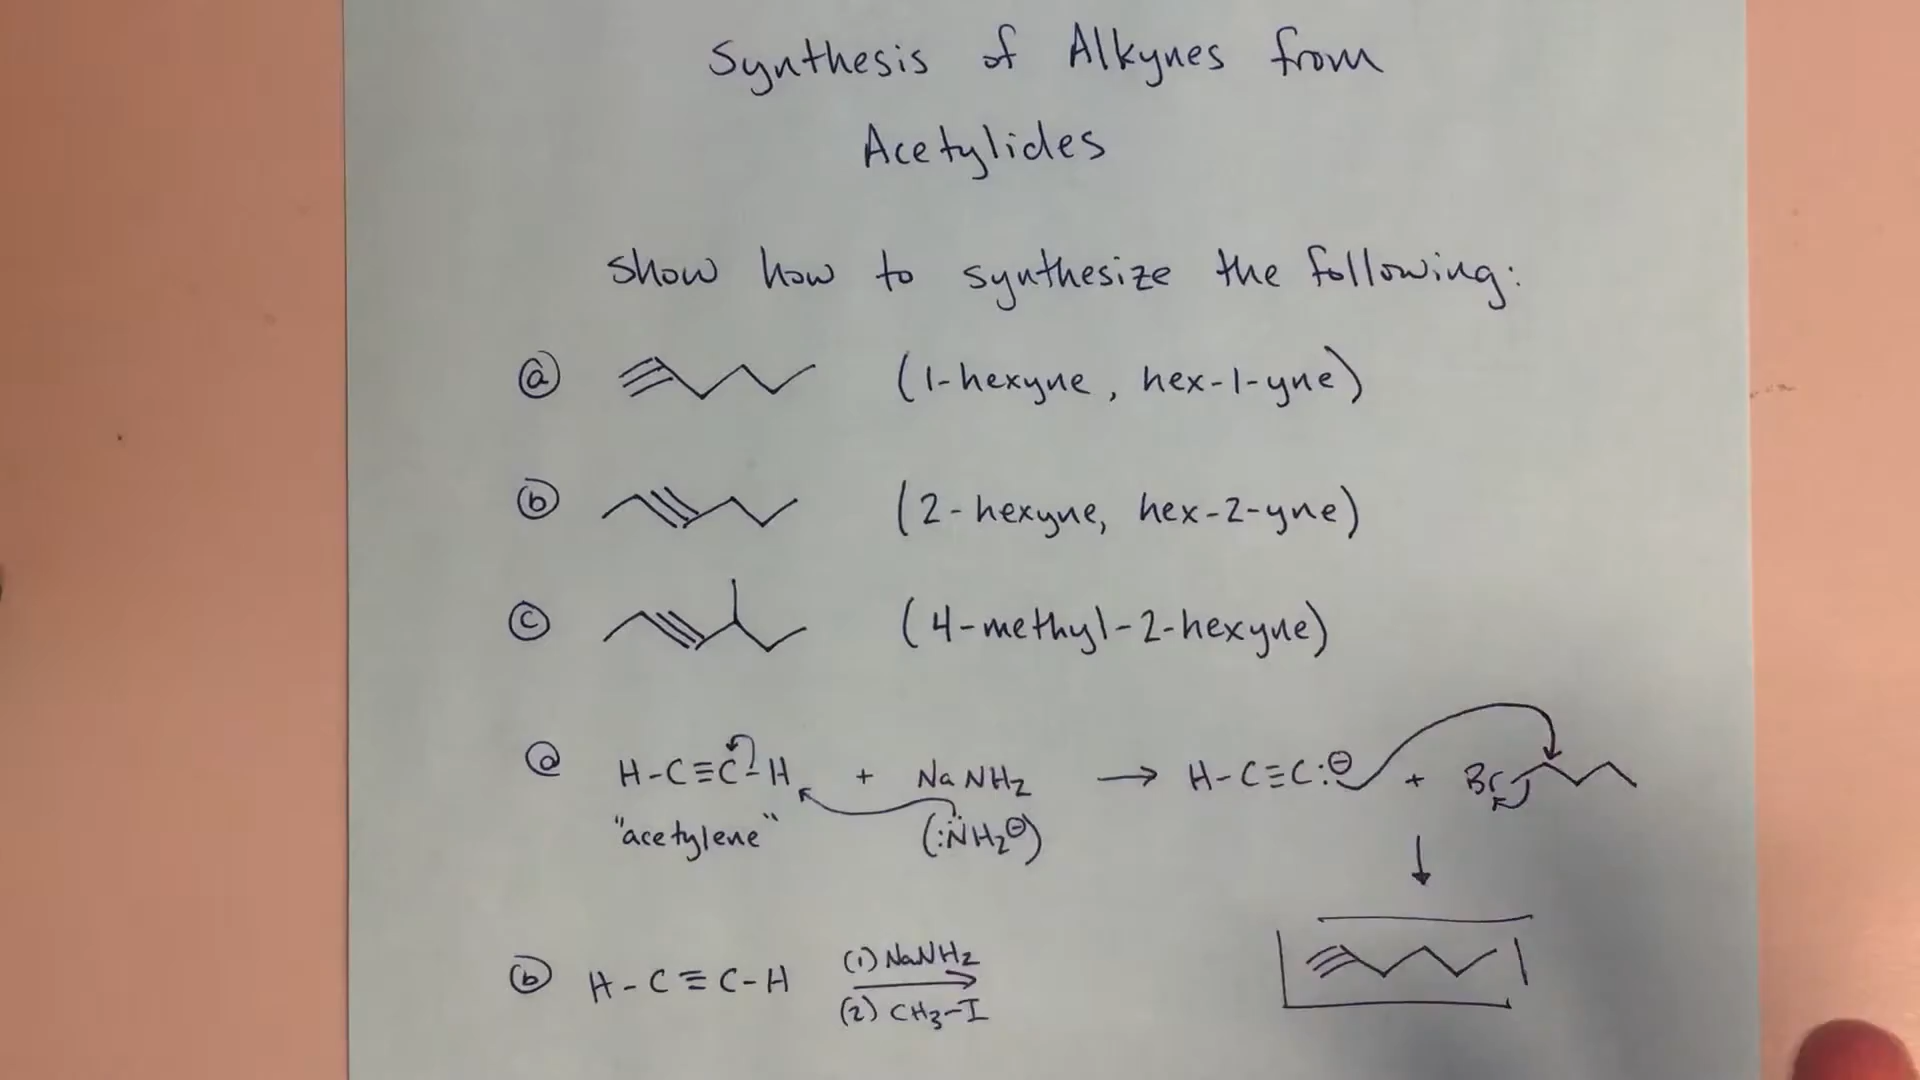 Synthesis of Alkynes from
Acetylides
show how to synthesize the following:
ⓐ (1-hexyne, hex-1-yne)
ⓑ (2-hexyne, hex-2-yne)
ⓒ (4-methyl-2-hexyne)
ⓐ H-C≡C-H + NaNH₂ → H-C≡C:⊖ + Br
"acetylene" (:N̈H₂⊖)
ⓑ H-C≡C-H (1) NaNH₂
(2) CH₃-I